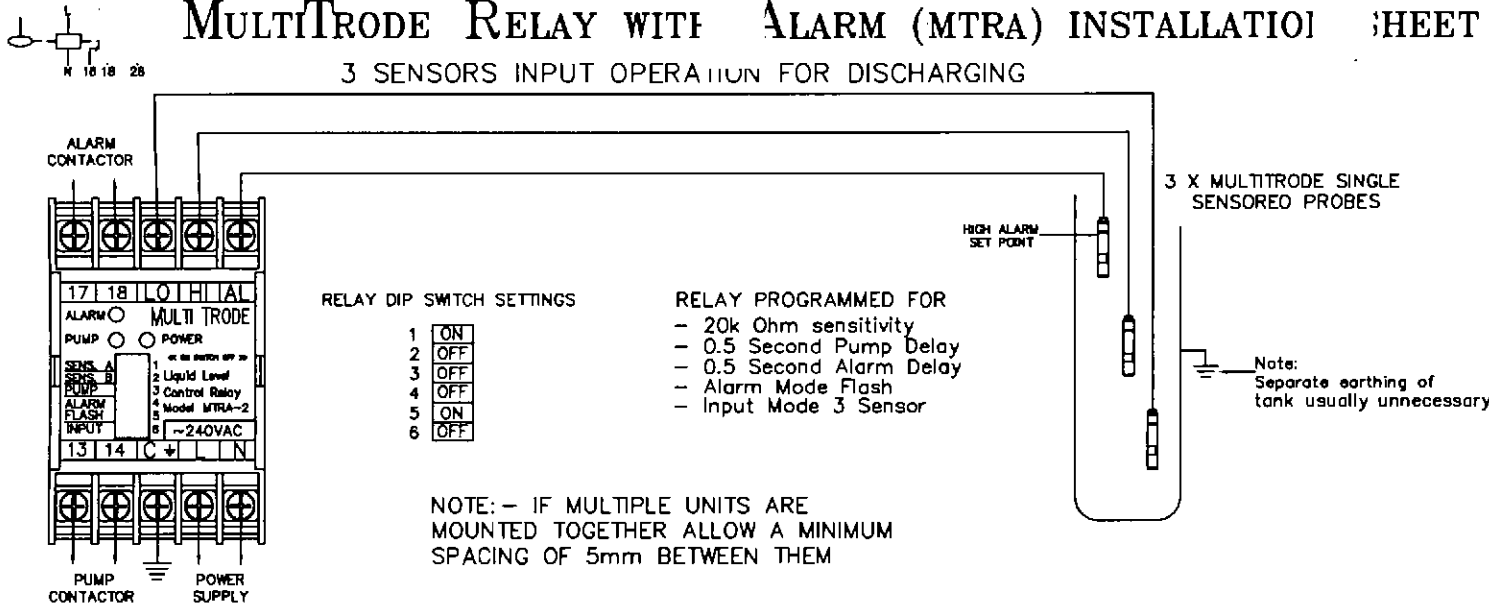 MULTITRODE RELAY WITH ALARM (MTRA) INSTALLATION SHEET
N 16 18 28
3 SENSORS INPUT OPERATION FOR DISCHARGING
ALARM
CONTACTOR
3 X MULTITRODE SINGLE
SENSORED PROBES
HIGH ALARM
SET POINT
17 18 LO HI AL
ALARM MULTI TRODE
PUMP POWER
<< ON SWITCH OFF >>
SENS. A 1
SENS. B 2 Liquid Level
PUMP 3 Control Relay
ALARM 4 Model MTRA-2
FLASH 5
INPUT 6 ~240VAC
13 14 C L N
PUMP
CONTACTOR
POWER
SUPPLY
RELAY DIP SWITCH SETTINGS
1 ON
2 OFF
3 OFF
4 OFF
5 ON
6 OFF
RELAY PROGRAMMED FOR
- 20k Ohm sensitivity
- 0.5 Second Pump Delay
- 0.5 Second Alarm Delay
- Alarm Mode Flash
- Input Mode 3 Sensor
Note:
Separate earthing of
tank usually unnecessary
NOTE:- IF MULTIPLE UNITS ARE
MOUNTED TOGETHER ALLOW A MINIMUM
SPACING OF 5mm BETWEEN THEM